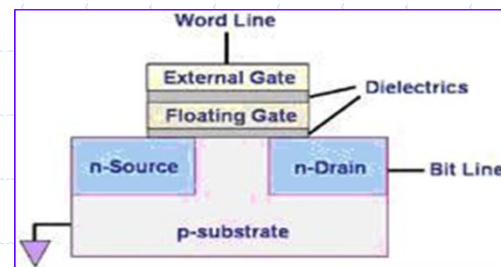 Word Line
External Gate
Dielectrics
Floating Gate
n-Source
n-Drain
Bit Line
p-substrate